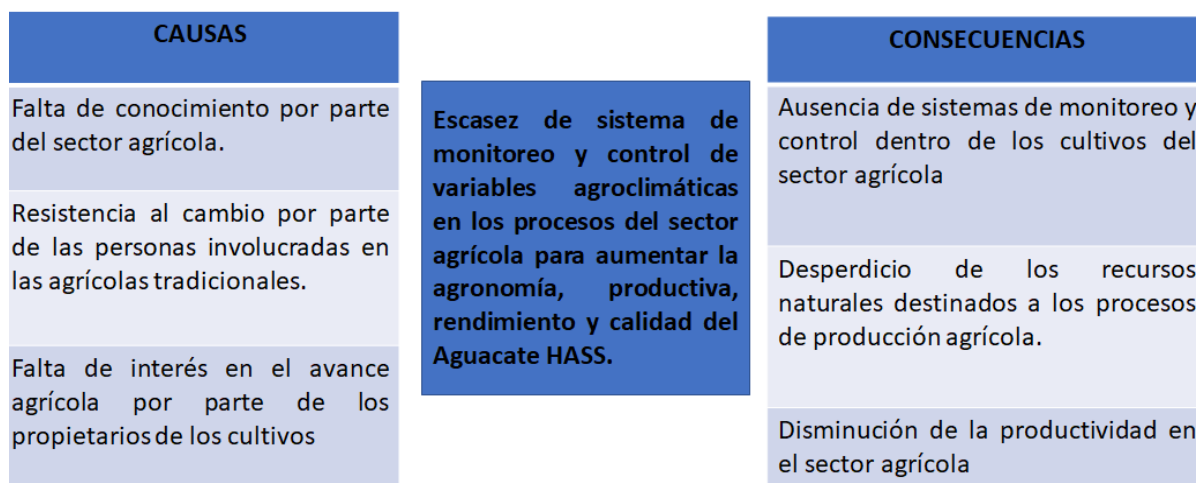 CAUSAS
Falta de conocimiento por parte
del sector agrícola.
Resistencia al cambio por parte
de las personas involucradas en
las agrícolas tradicionales.
Falta de interés en el avance
agrícola por parte de los
propietarios de los cultivos
Escasez de sistema de
monitoreo y control de
variables agroclimáticas
en los procesos del sector
agrícola para aumentar la
agronomía, productiva,
rendimiento y calidad del
Aguacate HASS.
CONSECUENCIAS
Ausencia de sistemas de monitoreo y
control dentro de los cultivos del
sector agrícola
Desperdicio de los recursos
naturales destinados a los procesos
de producción agrícola.
Disminución de la productividad en
el sector agrícola